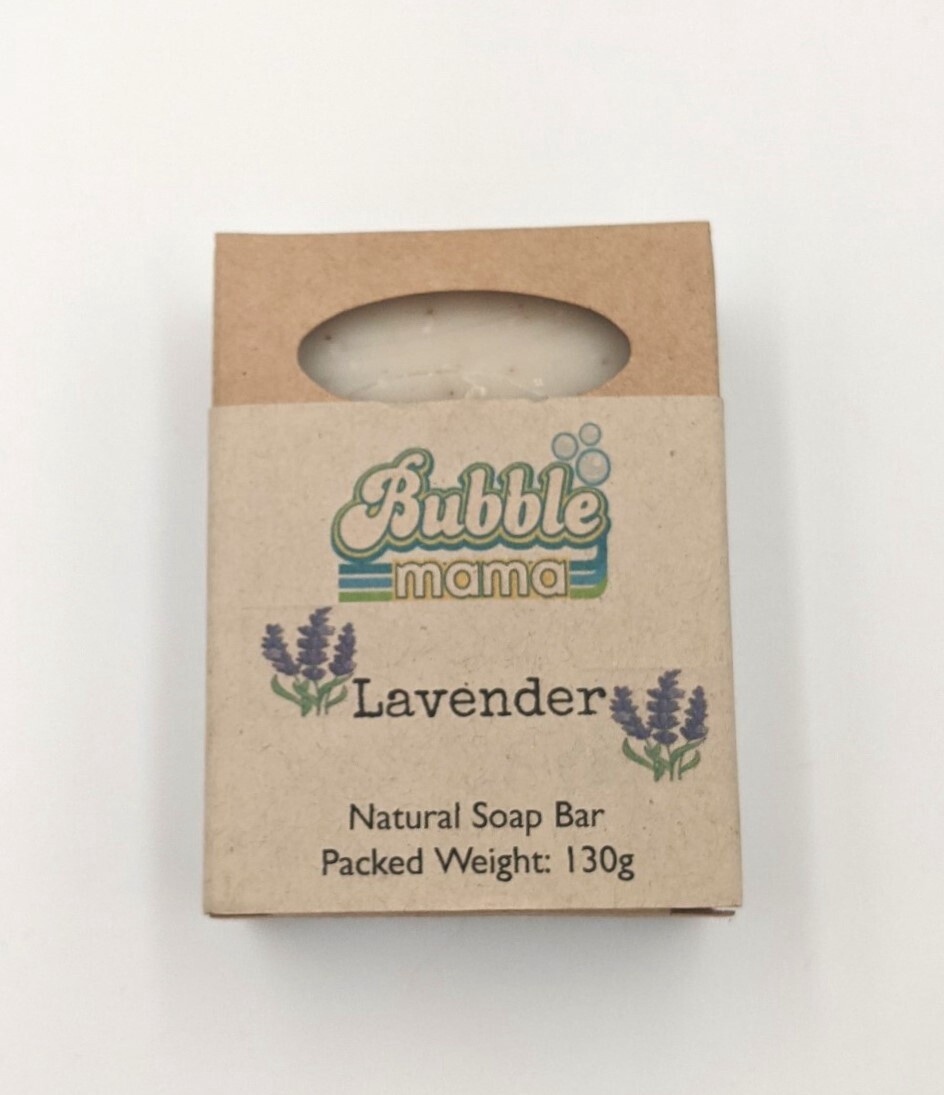 Bubble
mama
Lavender
Natural Soap Bar
Packed Weight: 130g